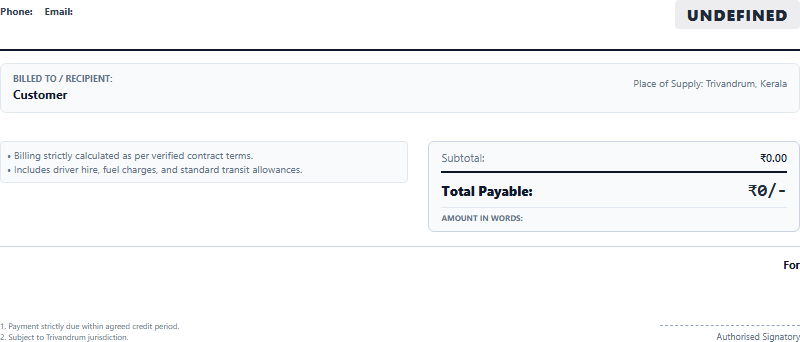 Phone: Email:
UNDEFINED
BILLED TO / RECIPIENT:
Customer
Place of Supply: Trivandrum, Kerala
• Billing strictly calculated as per verified contract terms.
• Includes driver hire, fuel charges, and standard transit allowances.
Subtotal: ₹0.00
Total Payable: ₹0/-
AMOUNT IN WORDS:
For
1. Payment strictly due within agreed credit period.
2. Subject to Trivandrum jurisdiction.
Authorised Signatory